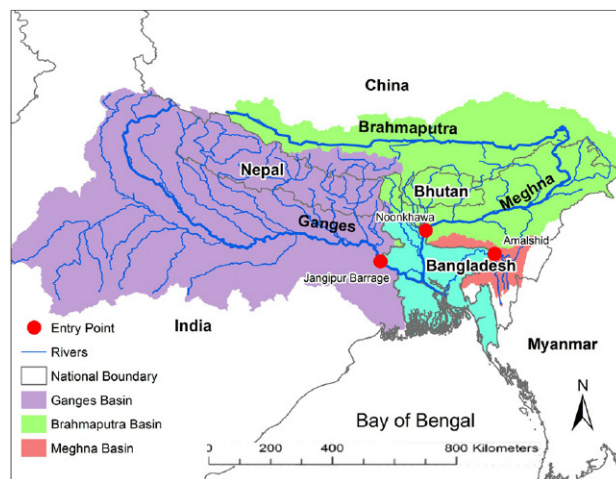 China
Brahmaputra
Nepal
Bhutan
Meghna
Noonkhawa
Ganges
Amalshid
Bangladesh
Jangipur Barrage
India
Myanmar
Entry Point
Rivers
National Boundary
Ganges Basin
Brahmaputra Basin
Meghna Basin
N
Bay of Bengal
0 200 400 800 Kilometers